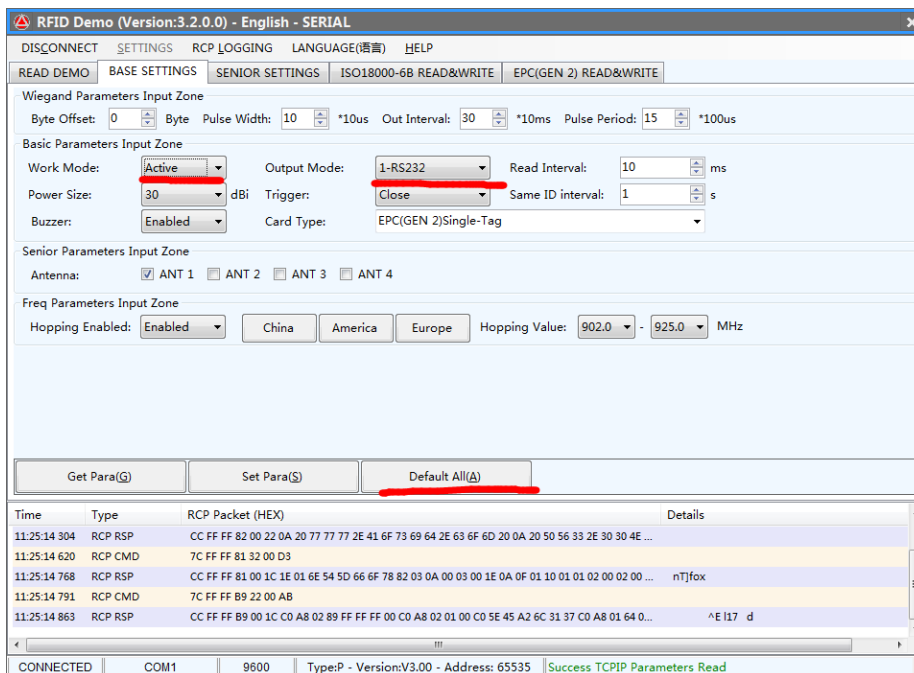 RFID Demo (Version:3.2.0.0) - English - SERIAL
DISCONNECT SETTINGS RCP LOGGING LANGUAGE(语言) HELP
READ DEMO BASE SETTINGS SENIOR SETTINGS ISO18000-6B READ&WRITE EPC(GEN 2) READ&WRITE
Wiegand Parameters Input Zone
Byte Offset: 0 Byte Pulse Width: 10 *10us Out Interval: 30 *10ms Pulse Period: 15 *100us
Basic Parameters Input Zone
Work Mode: Active Output Mode: 1-RS232 Read Interval: 10 ms
Power Size: 30 dBi Trigger: Close Same ID interval: 1 s
Buzzer: Enabled Card Type: EPC(GEN 2)Single-Tag
Senior Parameters Input Zone
Antenna: ANT 1 ANT 2 ANT 3 ANT 4
Freq Parameters Input Zone
Hopping Enabled: Enabled China America Europe Hopping Value: 902.0 - 925.0 MHz
Get Para(G) Set Para(S) Default All(A)
Time Type RCP Packet (HEX) Details
11:25:14 304 RCP RSP CC FF FF 82 00 22 0A 20 77 77 77 2E 41 6F 73 69 64 2E 63 6F 6D 20 0A 20 50 56 33 2E 30 30 4E ...
11:25:14 620 RCP CMD 7C FF FF 81 32 00 D3
11:25:14 768 RCP RSP CC FF FF 81 00 1C 1E 01 6E 54 5D 66 6F 78 82 03 0A 00 03 00 1E 0A 0F 01 10 01 01 02 00 02 00 ... nT]fox
11:25:14 791 RCP CMD 7C FF FF B9 22 00 AB
11:25:14 863 RCP RSP CC FF FF B9 00 1C C0 A8 02 89 FF FF FF 00 C0 A8 02 01 00 C0 5E 45 A2 6C 31 37 C0 A8 01 64 0... ^E l17 d
CONNECTED COM1 9600 Type:P - Version:V3.00 - Address: 65535 Success TCPIP Parameters Read